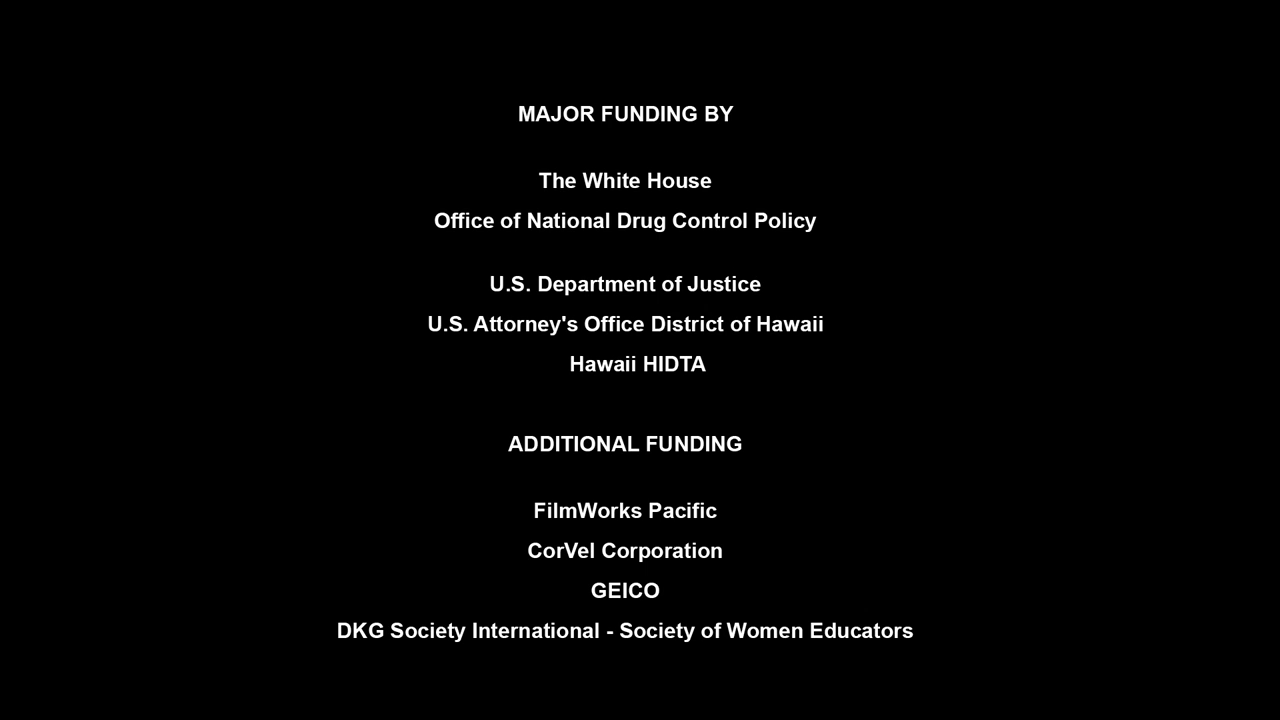 MAJOR FUNDING BY
The White House
Office of National Drug Control Policy
U.S. Department of Justice
U.S. Attorney's Office District of Hawaii
Hawaii HIDTA
ADDITIONAL FUNDING
FilmWorks Pacific
CorVel Corporation
GEICO
DKG Society International - Society of Women Educators